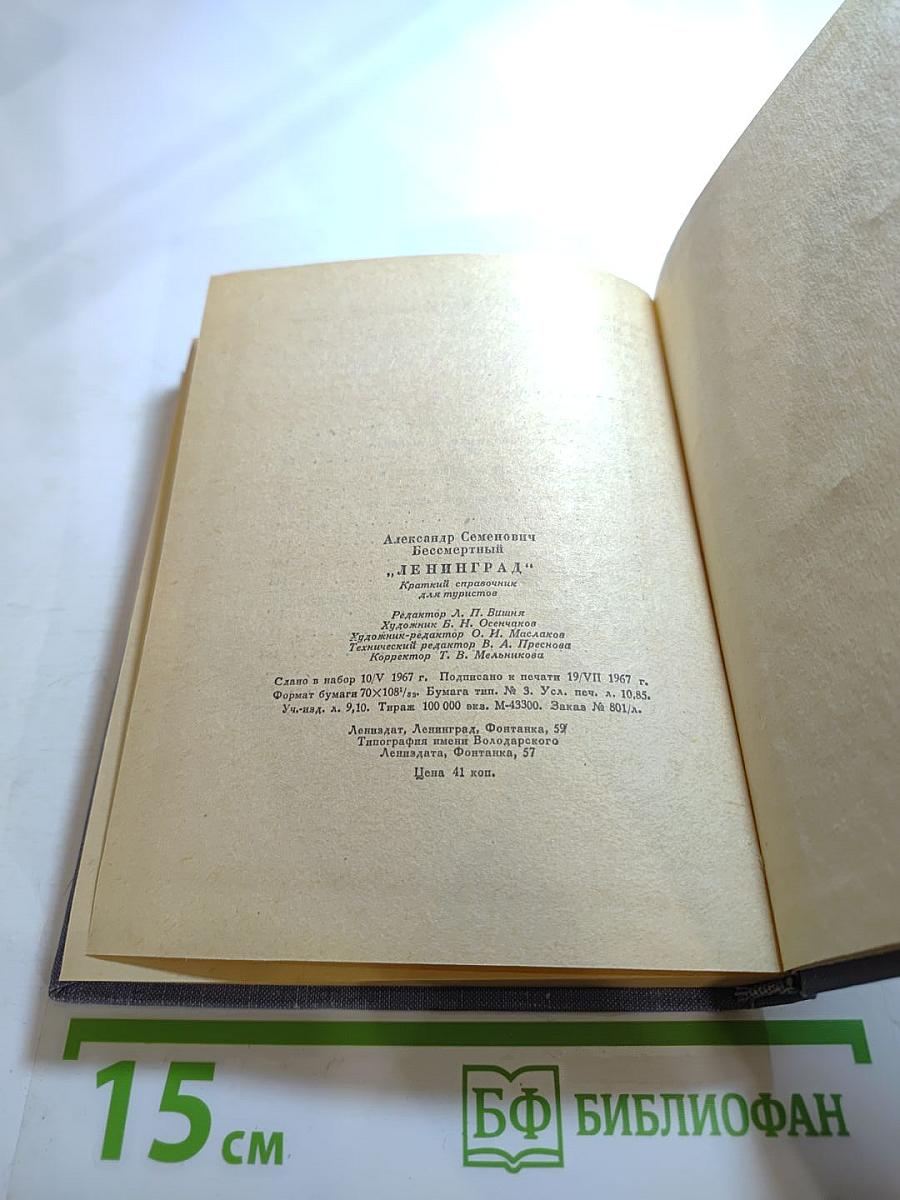 Александр Семенович
Бессмертный
„ЛЕНИНГРАД“
Краткий справочник
для туристов
Редактор Л. П. Вишня
Художник Б. Н. Осенчаков
Художник-редактор О. И. Маслаков
Технический редактор В. А. Преснова
Корректор Т. В. Мельникова
Сдано в набор 10/V 1967 г. Подписано к печати 19/VII 1967 г.
Формат бумаги 70×108¹/₃₂. Бумага тип. № 3. Усл. печ. л. 10,85.
Уч.-изд. л. 9,10. Тираж 100 000 экз. М-43300. Заказ № 801/л.
Лениздат, Ленинград, Фонтанка, 59
Типография имени Володарского
Лениздата, Фонтанка, 57
Цена 41 коп.
15 см
БФ БИБЛИОФАН